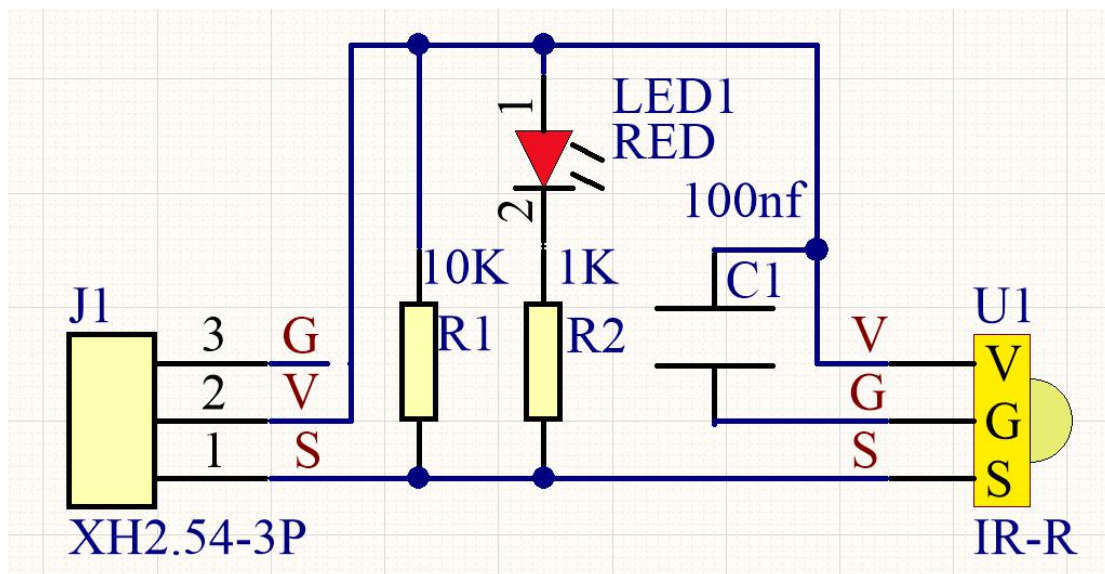 LED1
RED
1
2
100nf
10K
1K
C1
J1
3
G
R1
R2
V
U1
V
2
V
G
G
1
S
S
S
XH2.54-3P
IR-R